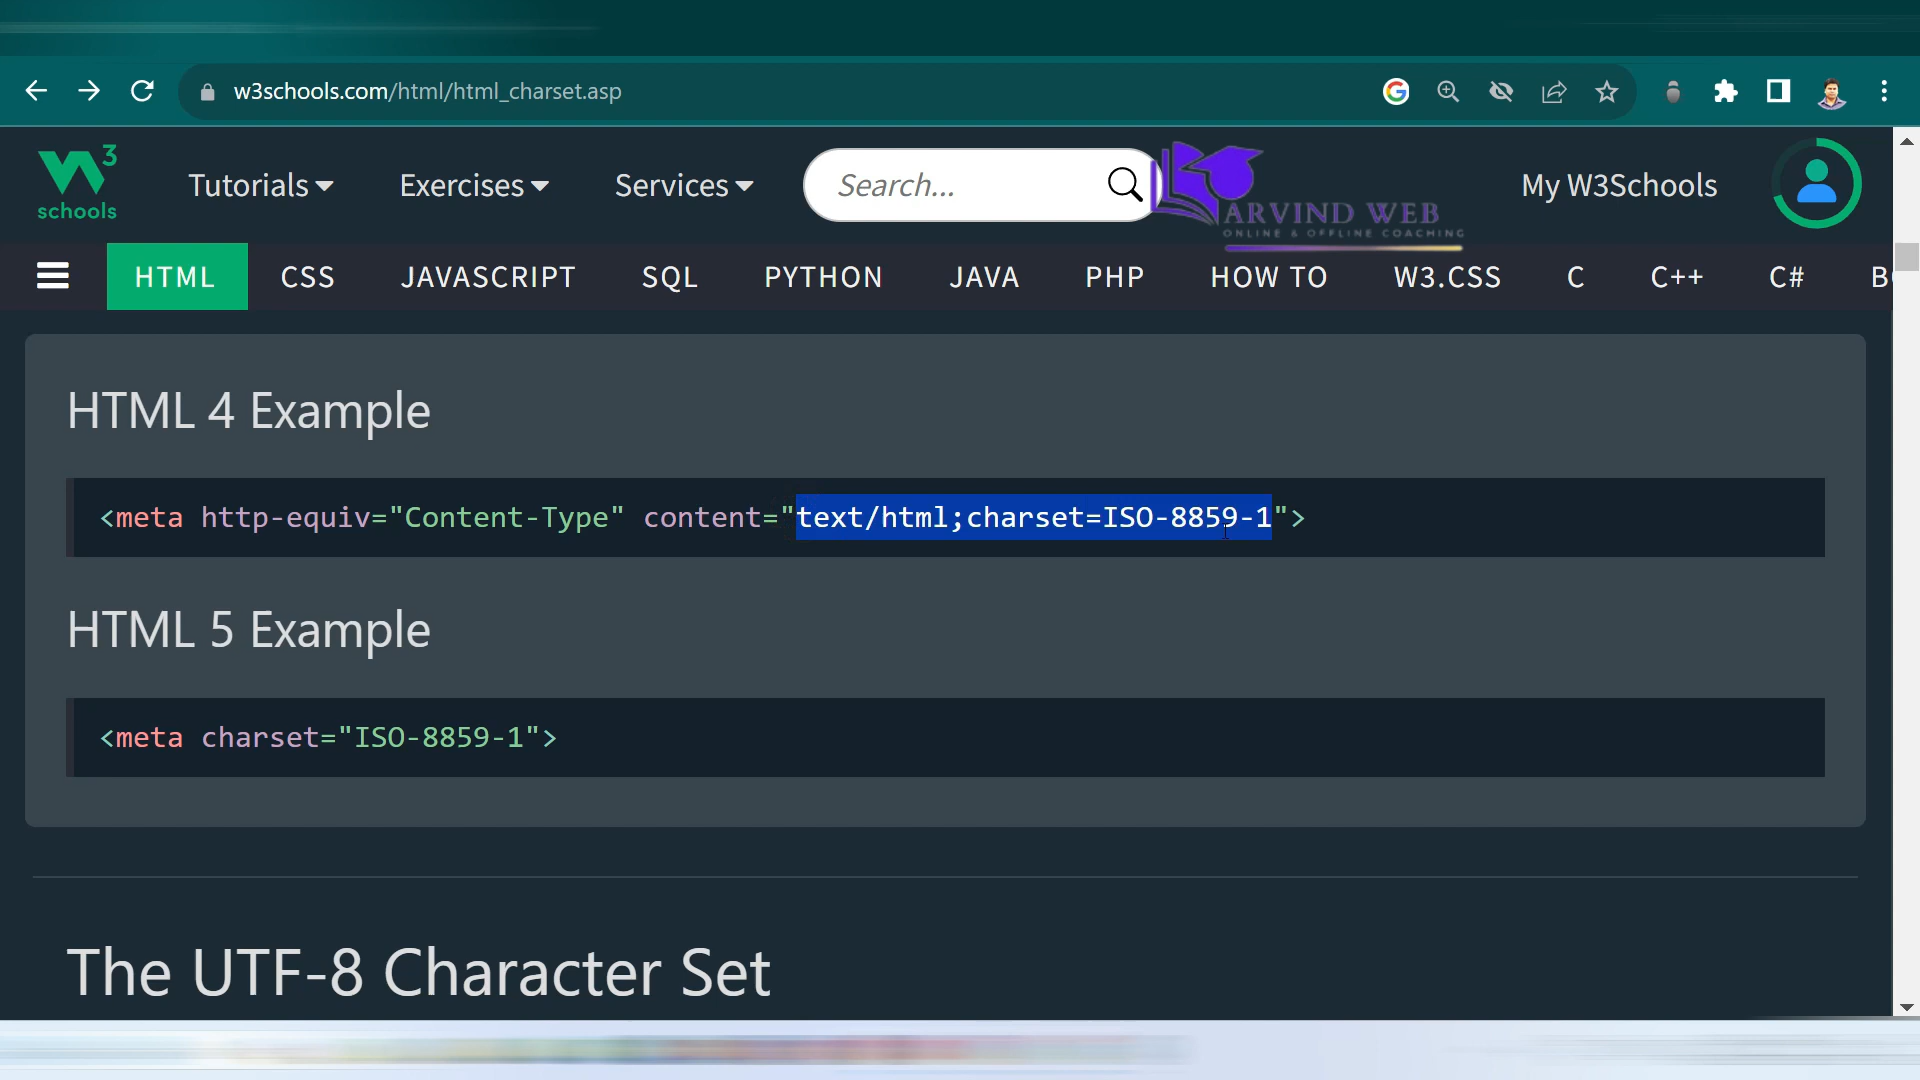 w3schools.com/html/html_charset.asp
W3 schools
Tutorials
Exercises
Services
Search...
ARVIND WEB
ONLINE & OFFLINE COACHING
My W3Schools
HTML
CSS
JAVASCRIPT
SQL
PYTHON
JAVA
PHP
HOW TO
W3.CSS
C
C++
C#
HTML 4 Example
<meta http-equiv="Content-Type" content="text/html;charset=ISO-8859-1">
HTML 5 Example
<meta charset="ISO-8859-1">
The UTF-8 Character Set